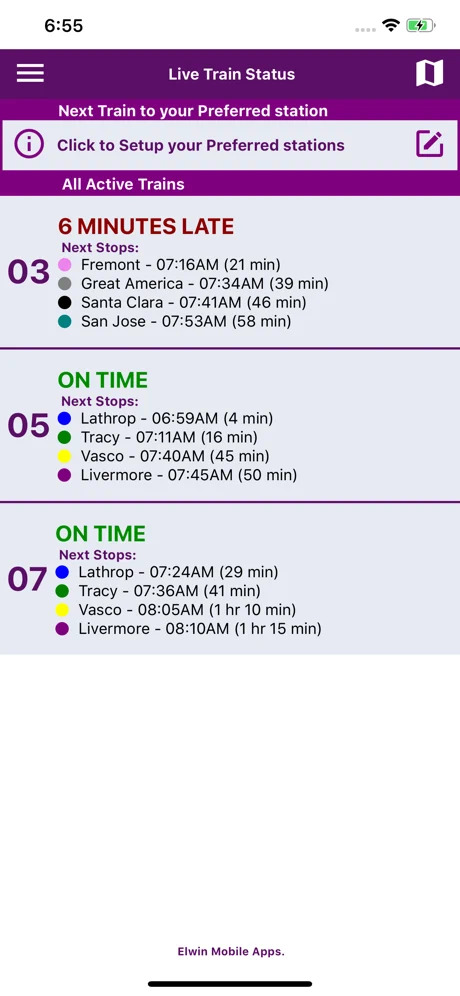 6:55
Live Train Status
Next Train to your Preferred station
Click to Setup your Preferred stations
All Active Trains
6 MINUTES LATE
Next Stops:
03
Fremont - 07:16AM (21 min)
Great America - 07:34AM (39 min)
Santa Clara - 07:41AM (46 min)
San Jose - 07:53AM (58 min)
ON TIME
Next Stops:
05
Lathrop - 06:59AM (4 min)
Tracy - 07:11AM (16 min)
Vasco - 07:40AM (45 min)
Livermore - 07:45AM (50 min)
ON TIME
Next Stops:
07
Lathrop - 07:24AM (29 min)
Tracy - 07:36AM (41 min)
Vasco - 08:05AM (1 hr 10 min)
Livermore - 08:10AM (1 hr 15 min)
Elwin Mobile Apps.